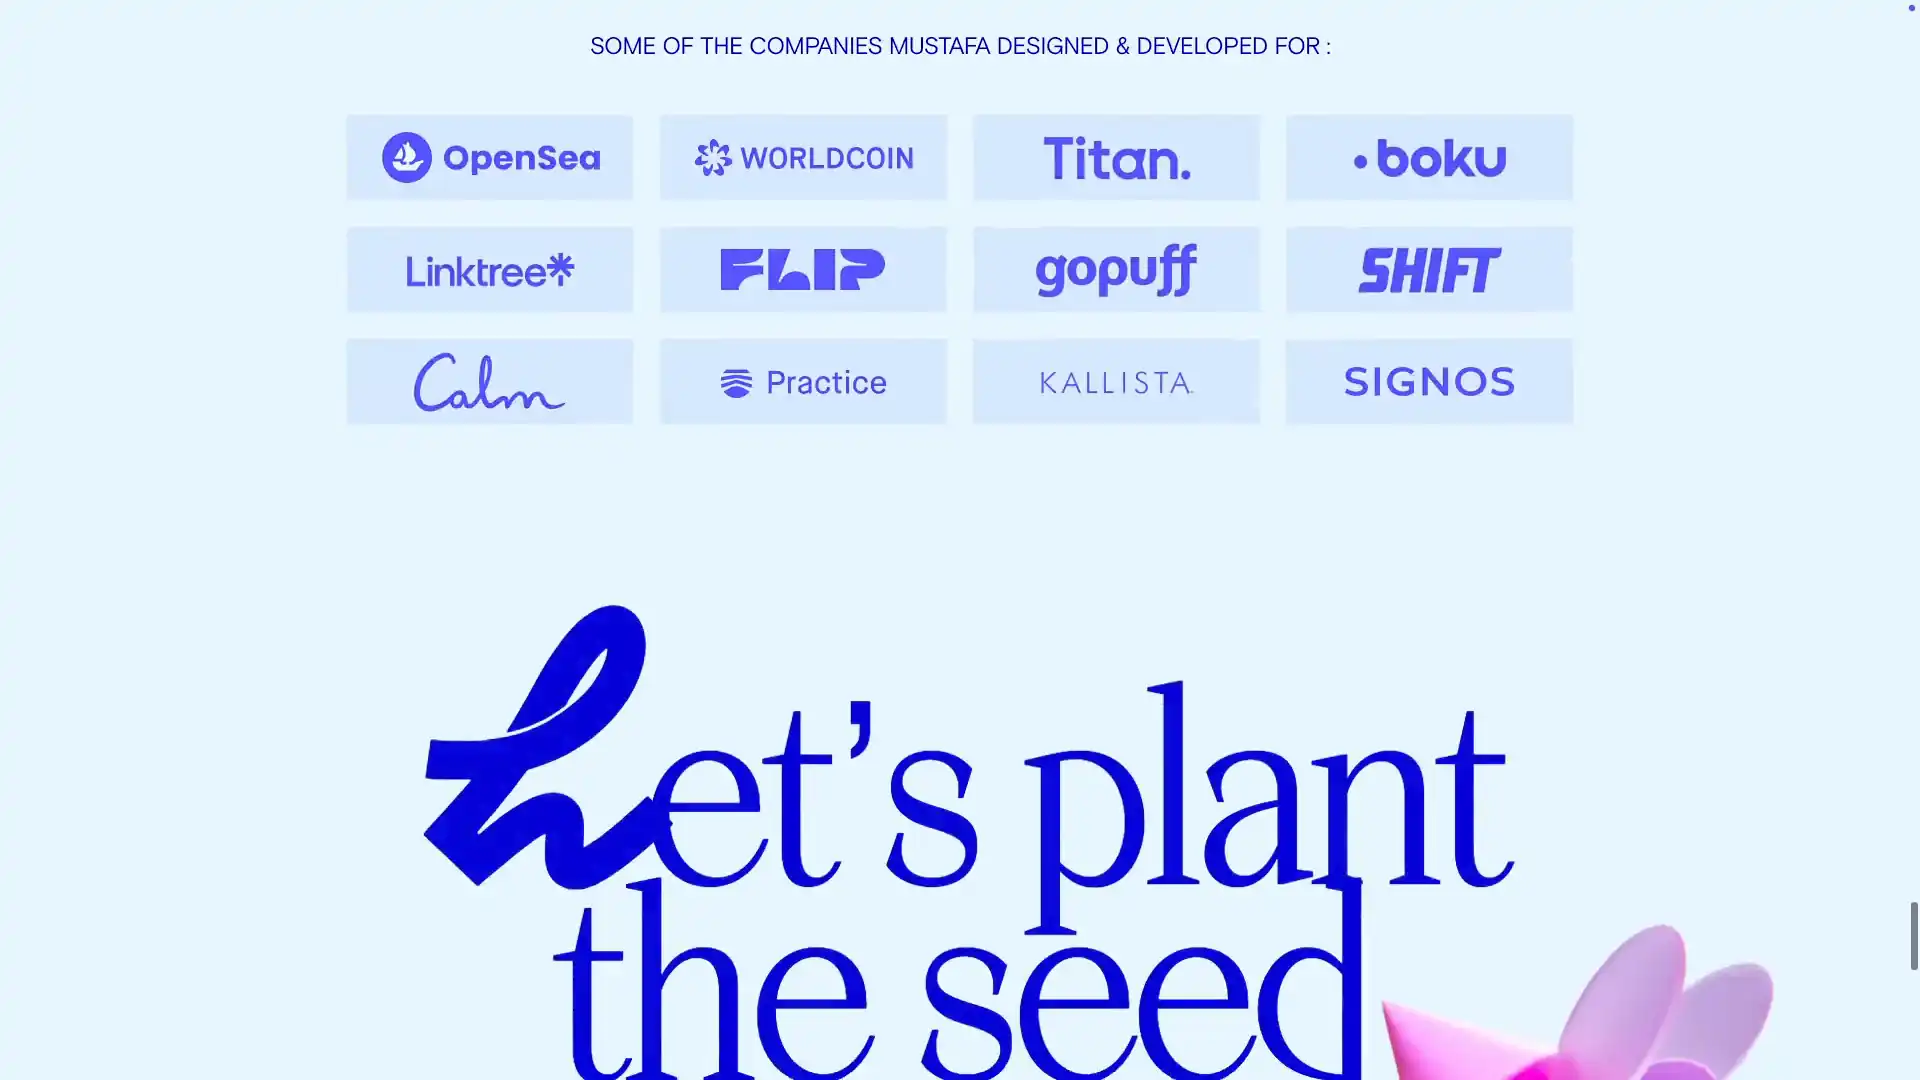 SOME OF THE COMPANIES MUSTAFA DESIGNED & DEVELOPED FOR :
OpenSea WORLDCOIN Titan. boku
Linktree FLIP gopuff SHIFT
Calm Practice KALLISTA. SIGNOS
Let’s plant
the seed